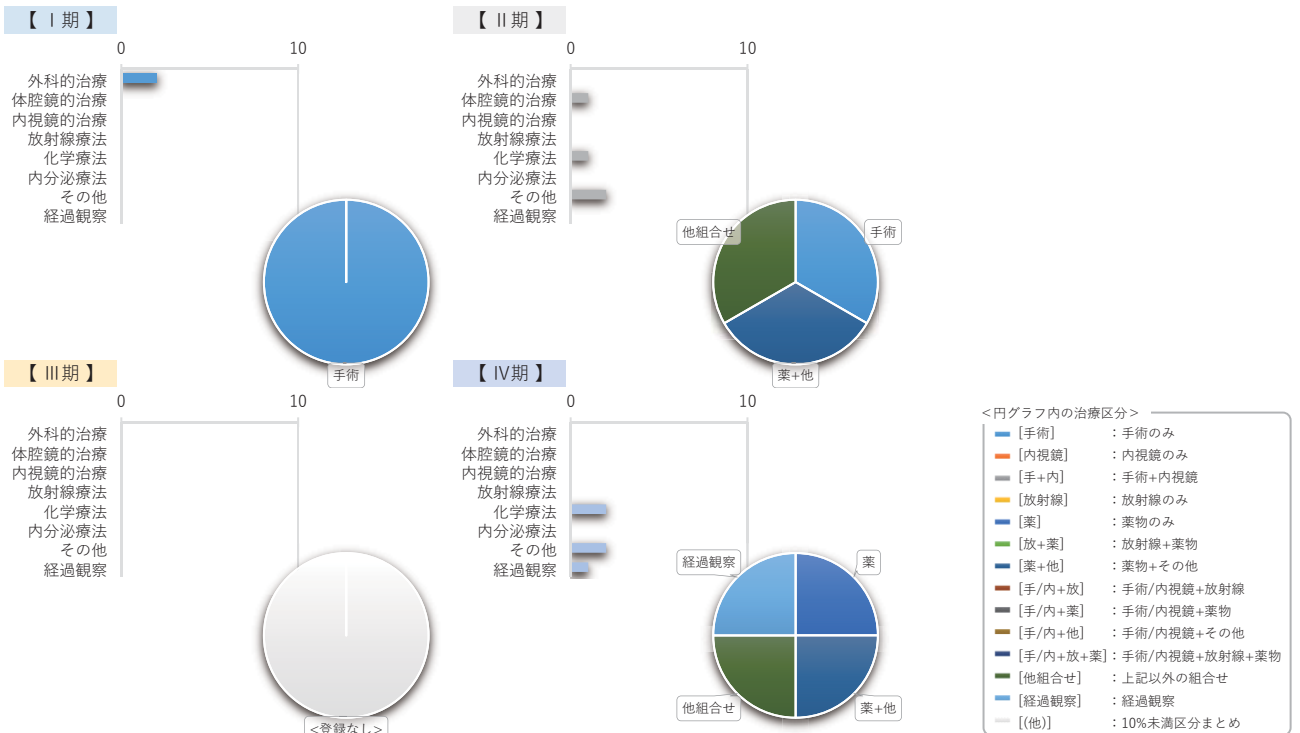 【 Ⅰ期 】
0 10
外科的治療
体腔鏡的治療
内視鏡的治療
放射線療法
化学療法
内分泌療法
その他
経過観察
手術
【 Ⅱ期 】
0 10
外科的治療
体腔鏡的治療
内視鏡的治療
放射線療法
化学療法
内分泌療法
その他
経過観察
他組合せ
手術
薬+他
【 Ⅲ期 】
0 10
外科的治療
体腔鏡的治療
内視鏡的治療
放射線療法
化学療法
内分泌療法
その他
経過観察
<登録なし>
【 Ⅳ期 】
0 10
外科的治療
体腔鏡的治療
内視鏡的治療
放射線療法
化学療法
内分泌療法
その他
経過観察
経過観察
薬
他組合せ
薬+他
<円グラフ内の治療区分>
[手術] ：手術のみ
[内視鏡] ：内視鏡のみ
[手+内] ：手術+内視鏡
[放射線] ：放射線のみ
[薬] ：薬物のみ
[放+薬] ：放射線+薬物
[薬+他] ：薬物+その他
[手/内+放] ：手術/内視鏡+放射線
[手/内+薬] ：手術/内視鏡+薬物
[手/内+他] ：手術/内視鏡+その他
[手/内+放+薬]：手術/内視鏡+放射線+薬物
[他組合せ] ：上記以外の組合せ
[経過観察] ：経過観察
[(他)] ：10%未満区分まとめ